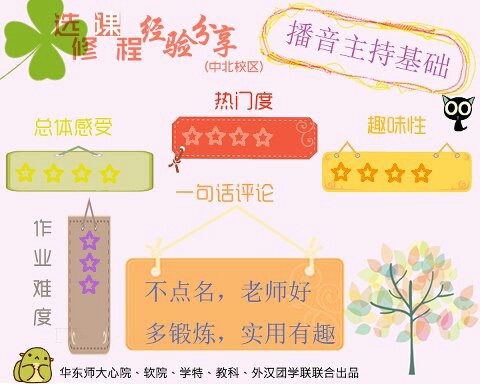 选修课程经验分享
(中北校区)
播音主持基础
热门度
总体感受
趣味性
一句话评论
作业难度
不点名，老师好
多锻炼，实用有趣
华东师大心院、软院、学特、教科、外汉团学联联合出品